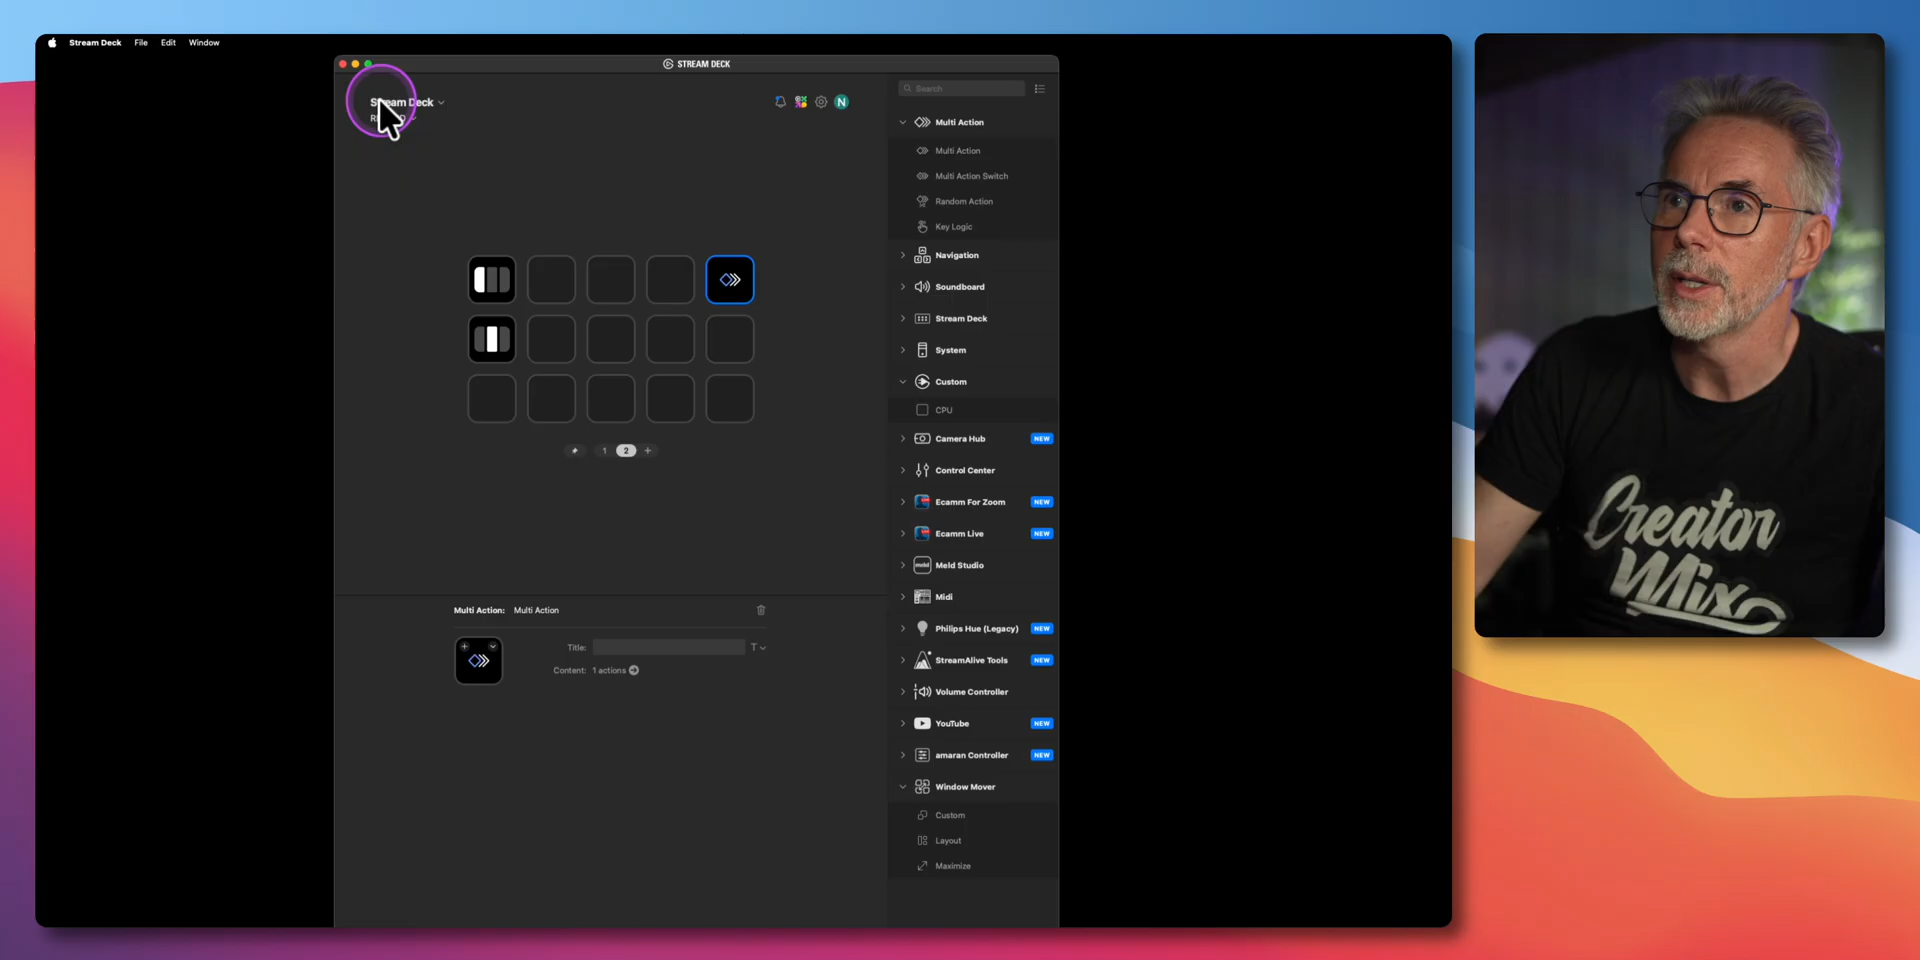 Stream Deck File Edit Window
STREAM DECK
Stream Deck
N
Search
Multi Action
Multi Action
Multi Action Switch
Random Action
Key Logic
Navigation
Soundboard
Stream Deck
System
Custom
CPU
Camera Hub NEW
Control Center
Ecamm For Zoom NEW
Ecamm Live NEW
meld Meld Studio
Midi
Philips Hue (Legacy) NEW
StreamAlive Tools NEW
Volume Controller
YouTube NEW
amaran Controller NEW
Window Mover
Custom
Layout
Maximize
1 2 +
Multi Action: Multi Action
Title: T
Content: 1 actions
Creator
Mix